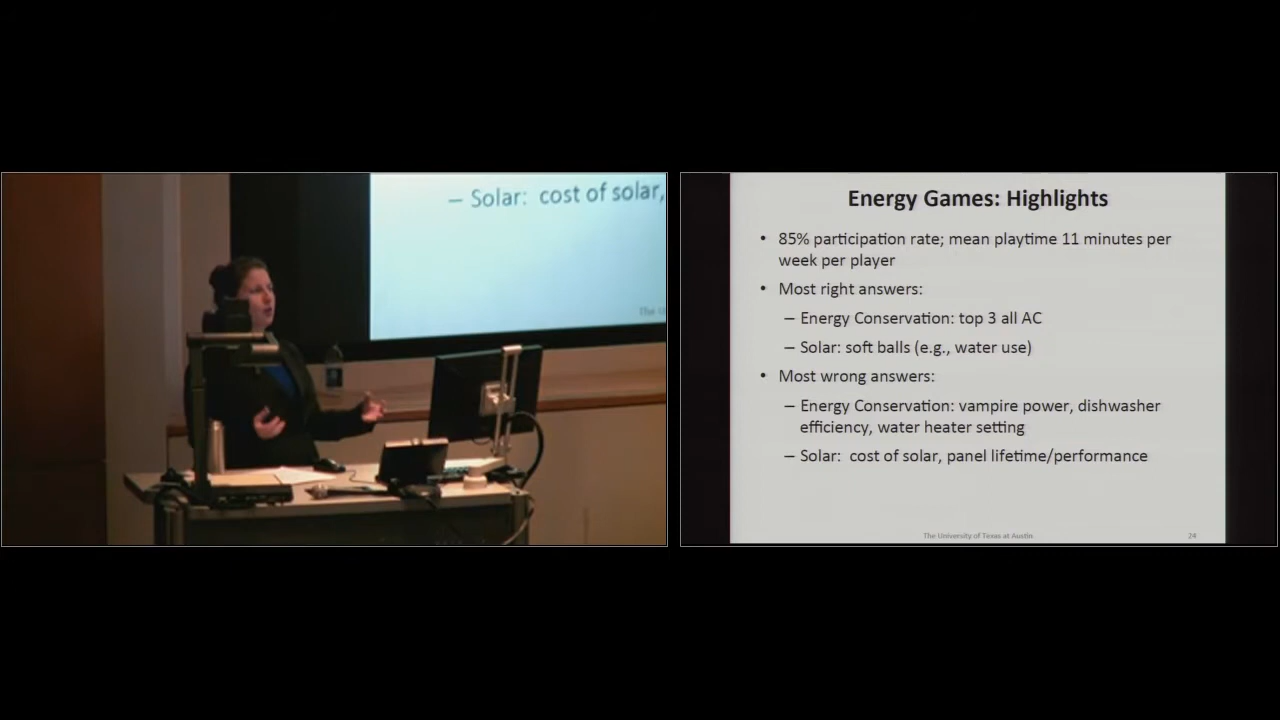 – Solar: cost of solar,
The U
Energy Games: Highlights
• 85% participation rate; mean playtime 11 minutes per
week per player
• Most right answers:
– Energy Conservation: top 3 all AC
– Solar: soft balls (e.g., water use)
• Most wrong answers:
– Energy Conservation: vampire power, dishwasher
efficiency, water heater setting
– Solar: cost of solar, panel lifetime/performance
The University of Texas at Austin
24